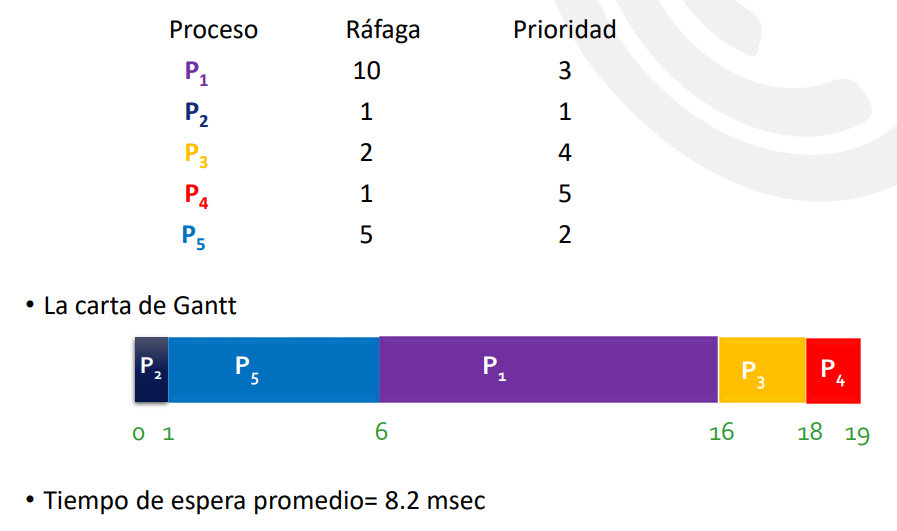 Proceso Ráfaga Prioridad
P1 10 3
P2 1 1
P3 2 4
P4 1 5
P5 5 2
• La carta de Gantt
P2 P5 P1 P3 P4
0 1 6 16 18 19
• Tiempo de espera promedio= 8.2 msec